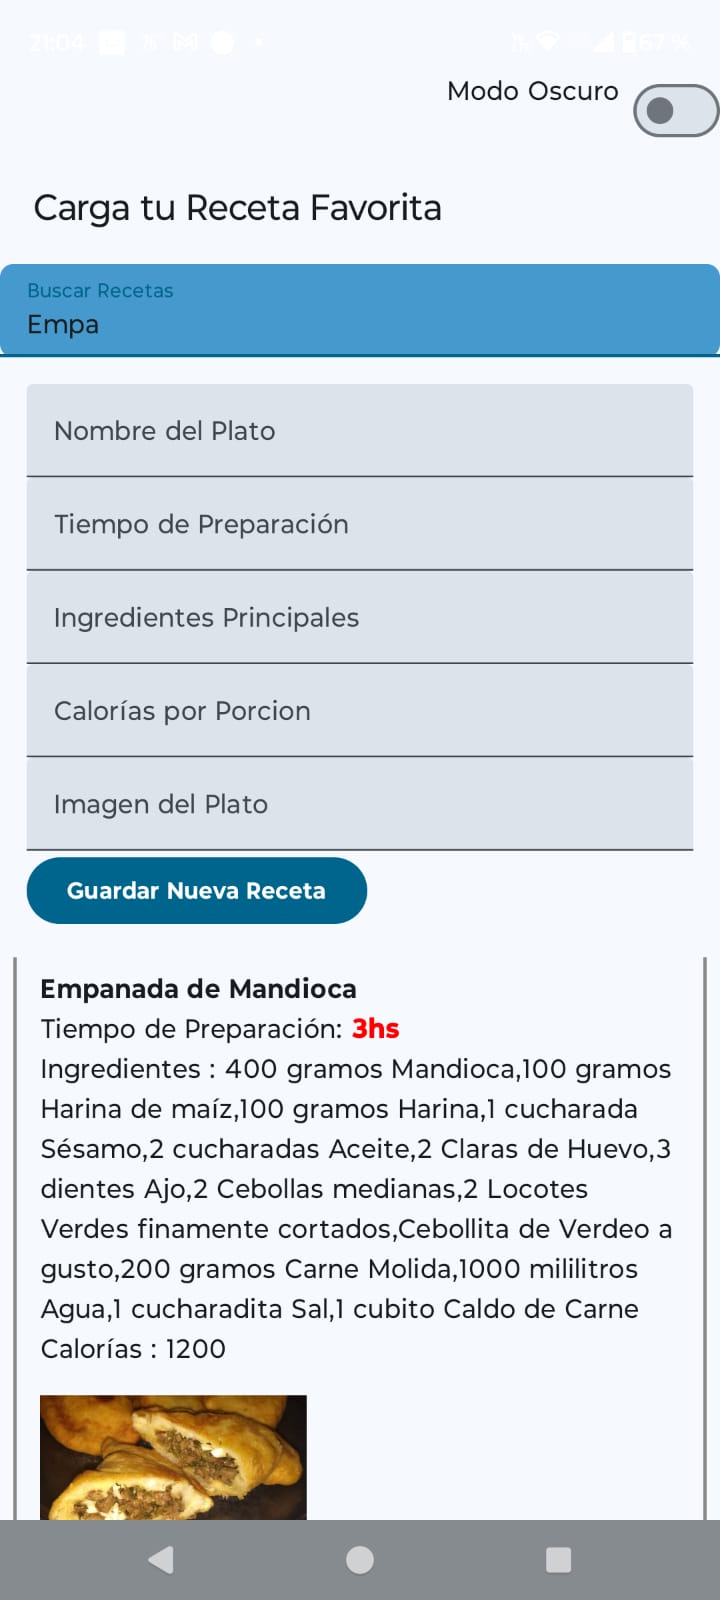 21:04
67 %
Modo Oscuro
Carga tu Receta Favorita
Buscar Recetas
Empa
Nombre del Plato
Tiempo de Preparación
Ingredientes Principales
Calorías por Porcion
Imagen del Plato
Guardar Nueva Receta
Empanada de Mandioca
Tiempo de Preparación: 3hs
Ingredientes : 400 gramos Mandioca,100 gramos
Harina de maíz,100 gramos Harina,1 cucharada
Sésamo,2 cucharadas Aceite,2 Claras de Huevo,3
dientes Ajo,2 Cebollas medianas,2 Locotes
Verdes finamente cortados,Cebollita de Verdeo a
gusto,200 gramos Carne Molida,1000 mililitros
Agua,1 cucharadita Sal,1 cubito Caldo de Carne
Calorías : 1200